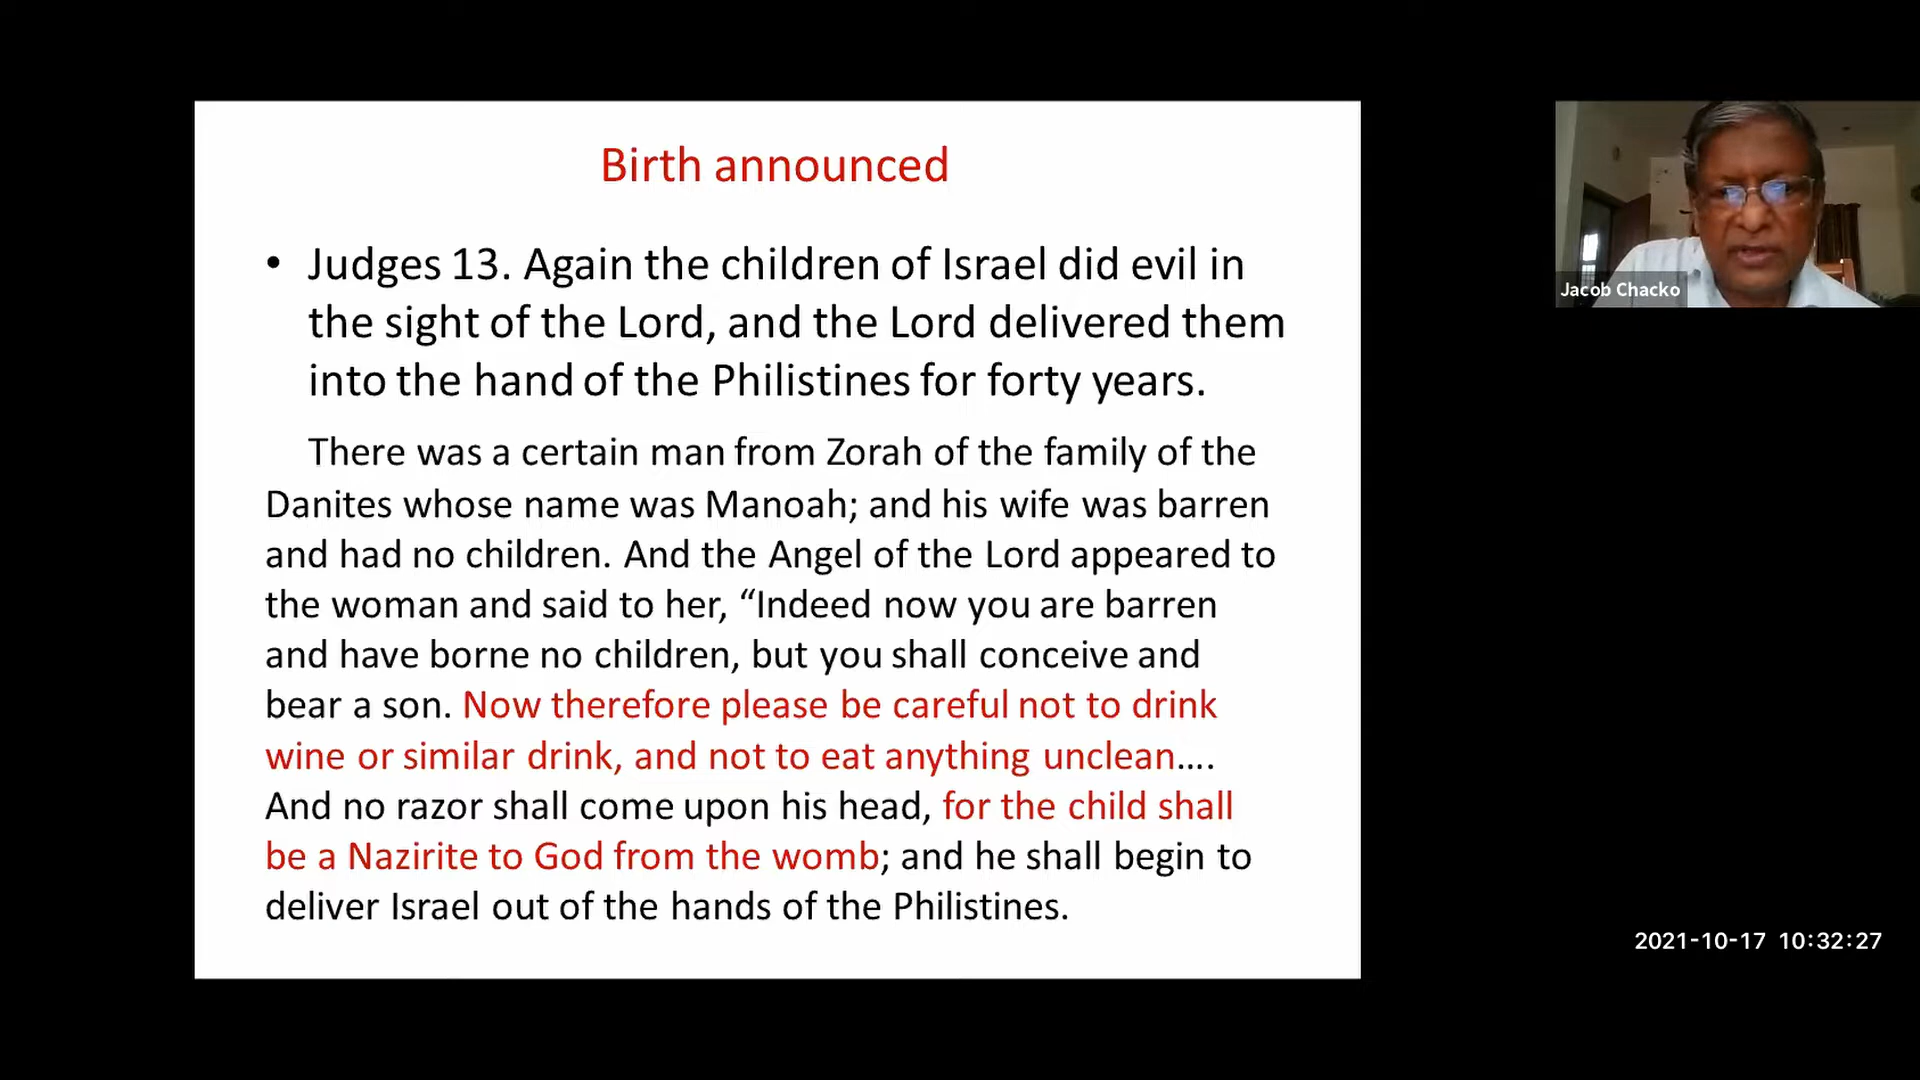 Birth announced
• Judges 13. Again the children of Israel did evil in
the sight of the Lord, and the Lord delivered them
into the hand of the Philistines for forty years.
There was a certain man from Zorah of the family of the
Danites whose name was Manoah; and his wife was barren
and had no children. And the Angel of the Lord appeared to
the woman and said to her, “Indeed now you are barren
and have borne no children, but you shall conceive and
bear a son. Now therefore please be careful not to drink
wine or similar drink, and not to eat anything unclean….
And no razor shall come upon his head, for the child shall
be a Nazirite to God from the womb; and he shall begin to
deliver Israel out of the hands of the Philistines.
Jacob Chacko
2021-10-17 10:32:27